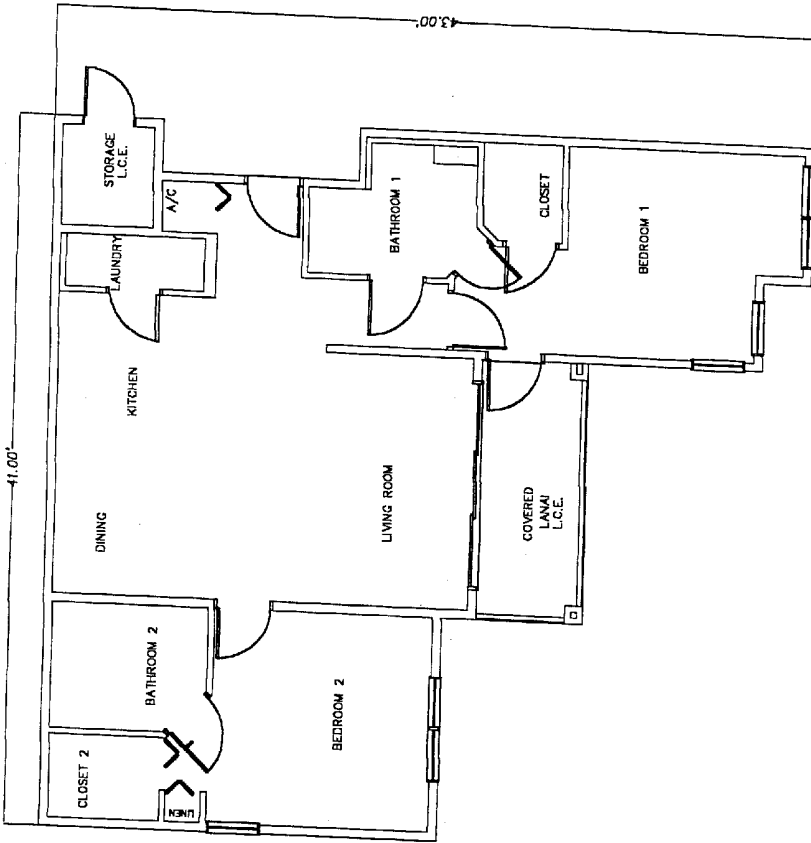 43.00'
41.00'
STORAGE
L.C.E.
A/C
LAUNDRY
BATHROOM 1
CLOSET
BEDROOM 1
KITCHEN
DINING
LIVING ROOM
COVERED
LANAI
L.C.E.
BATHROOM 2
BEDROOM 2
CLOSET 2
LINEN